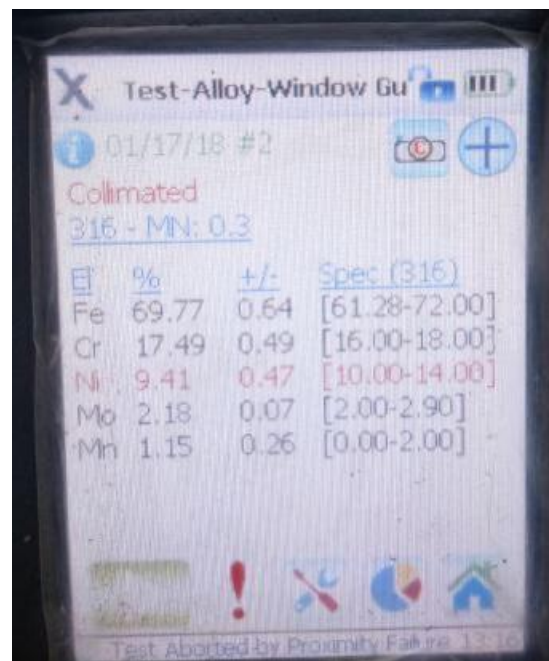 Test-Alloy-Window Gu
01/17/18 #2
Collimated
316 - MN: 0.3
El % +/- Spec (316)
Fe 69.77 0.64 [61.28-72.00]
Cr 17.49 0.49 [16.00-18.00]
Ni 9.41 0.47 [10.00-14.00]
Mo 2.18 0.07 [2.00-2.90]
Mn 1.15 0.26 [0.00-2.00]
Test Aborted by Proximity Failure 13:16